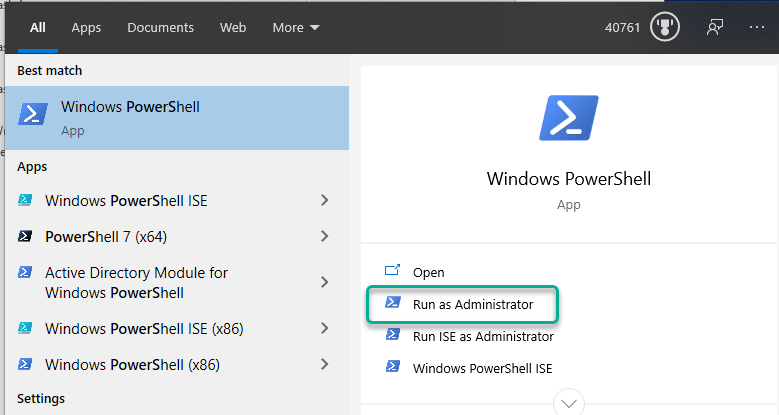 All Apps Documents Web More 40761 ...
Best match
Windows PowerShell
App
Apps
Windows PowerShell ISE
PowerShell 7 (x64)
Active Directory Module for
Windows PowerShell
Windows PowerShell ISE (x86)
Windows PowerShell (x86)
Settings
Windows PowerShell
App
Open
Run as Administrator
Run ISE as Administrator
Windows PowerShell ISE